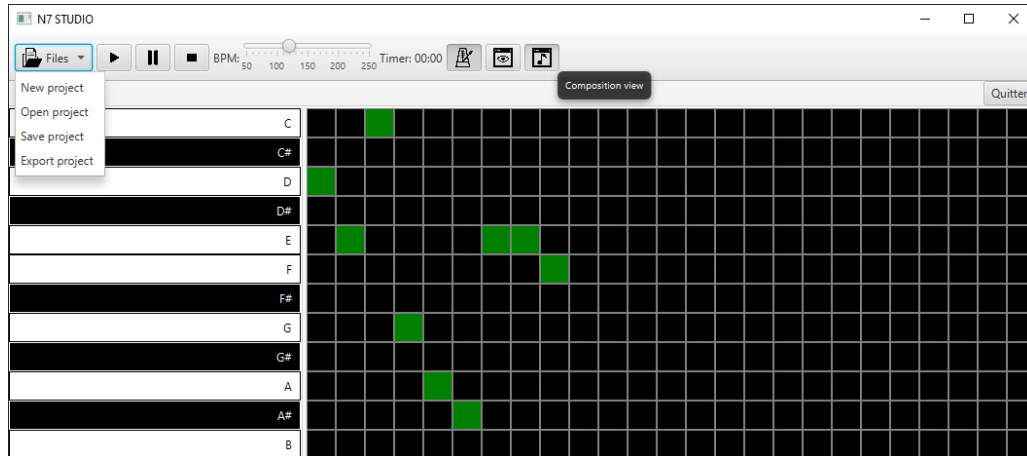 N7 STUDIO
Files BPM: 50 100 150 200 250 Timer: 00:00
New project
Open project
Save project
Export project
Composition view
Quitter
C
C#
D
D#
E
F
F#
G
G#
A
A#
B